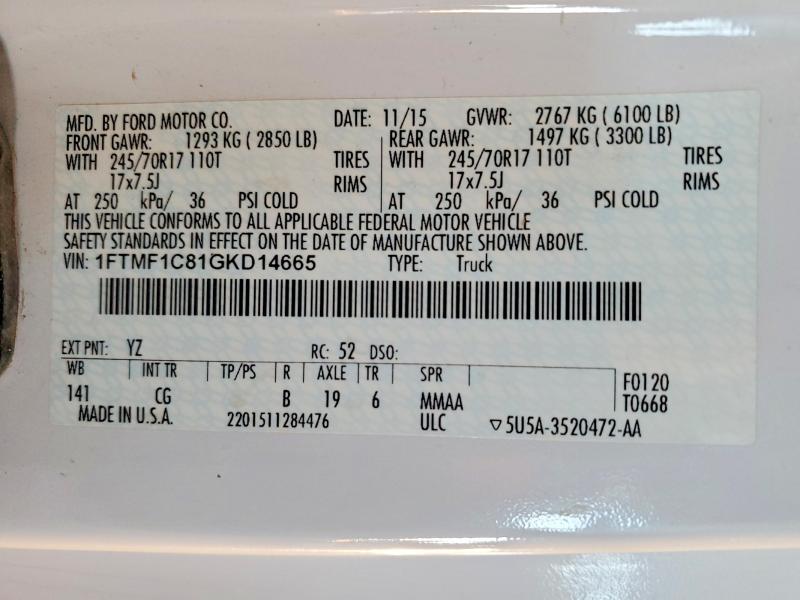 MFD. BY FORD MOTOR CO. DATE: 11/15 GVWR: 2767 KG ( 6100 LB)
FRONT GAWR: 1293 KG ( 2850 LB) REAR GAWR: 1497 KG ( 3300 LB)
WITH 245/70R17 110T TIRES WITH 245/70R17 110T TIRES
17x7.5J RIMS 17x7.5J RIMS
AT 250 kPa/ 36 PSI COLD AT 250 kPa/ 36 PSI COLD
THIS VEHICLE CONFORMS TO ALL APPLICABLE FEDERAL MOTOR VEHICLE
SAFETY STANDARDS IN EFFECT ON THE DATE OF MANUFACTURE SHOWN ABOVE.
VIN: 1FTMF1C81GKD14665 TYPE: Truck
EXT PNT: YZ RC: 52 DSO:
WB INT TR TP/PS R AXLE TR SPR F0120
141 CG B 19 6 MMAA T0668
MADE IN U.S.A. 2201511284476 ULC ▽5U5A-3520472-AA